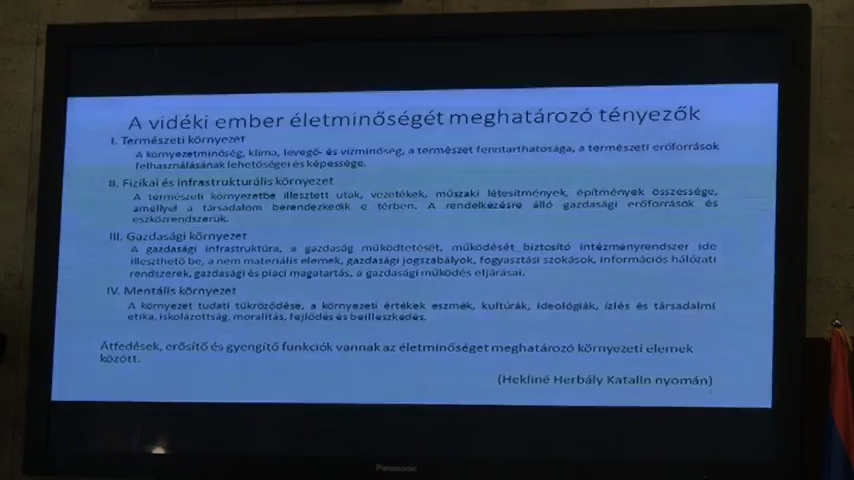 A vidéki ember életminőségét meghatározó tényezők
I. Természeti környezet
A környezetminőség, klíma, levegő- és vízminőség, a természet fenntarthatósága, a természeti erőforrások
felhasználásának lehetőségei és képessége.
II. Fizikai és infrastrukturális környezet
A természeti környezetbe illesztett utak, vezetékek, műszaki létesítmények, építmények összessége,
amellyel a társadalom berendezkedik e térben. A rendelkezésre álló gazdasági erőforrások és
eszközrendszerük.
III. Gazdasági környezet
A gazdasági infrastruktúra, a gazdaság működtetését, működését biztosító intézményrendszer ide
illeszthető be, a nem materiális elemek, gazdasági jogszabályok, fogyasztási szokások, információs hálózati
rendszerek, gazdasági és piaci magatartás, a gazdasági működés eljárásai.
IV. Mentális környezet
A környezet tudati tükröződése, a környezeti értékek eszmék, kultúrák, ideológiák, ízlés és társadalmi
etika, iskolázottság, moralitás, fejlődés és beilleszkedés.
Átfedések, erősítő és gyengítő funkciók vannak az életminőséget meghatározó környezeti elemek
között.
(Hekliné Herbály Katalin nyomán)
Panasonic